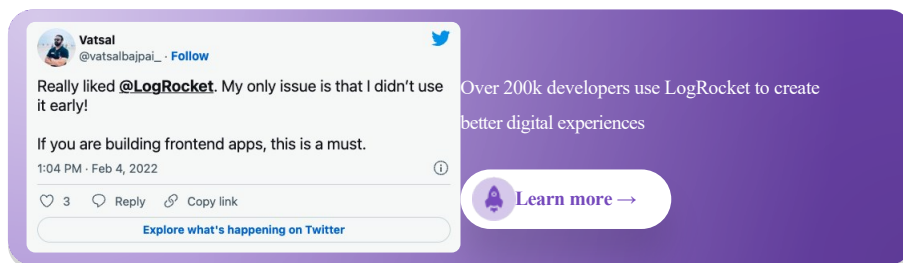 Vatsal
@vatsalbajpai_ · Follow
Really liked @LogRocket. My only issue is that I didn't use
it early!
If you are building frontend apps, this is a must.
1:04 PM · Feb 4, 2022
3 Reply Copy link
Explore what's happening on Twitter
Over 200k developers use LogRocket to create
better digital experiences
Learn more →